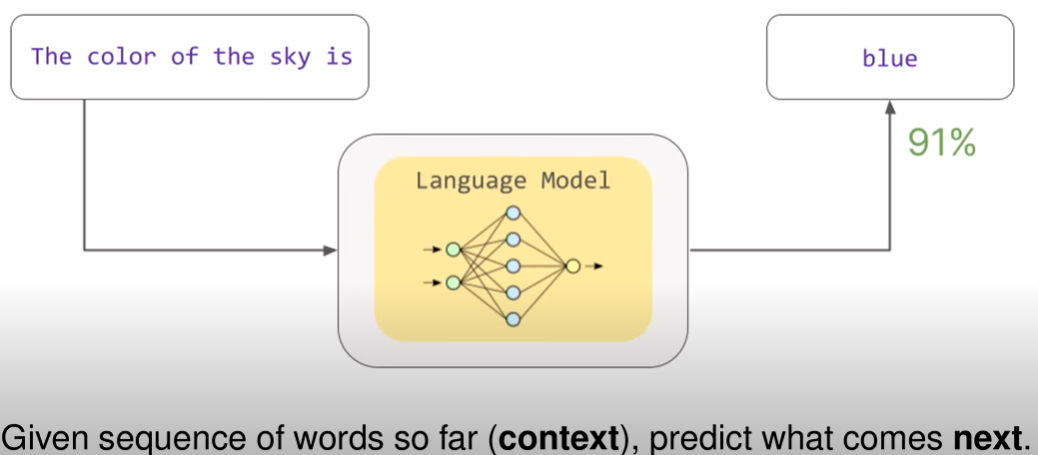 The color of the sky is
blue
91%
Language Model
Given sequence of words so far (context), predict what comes next.